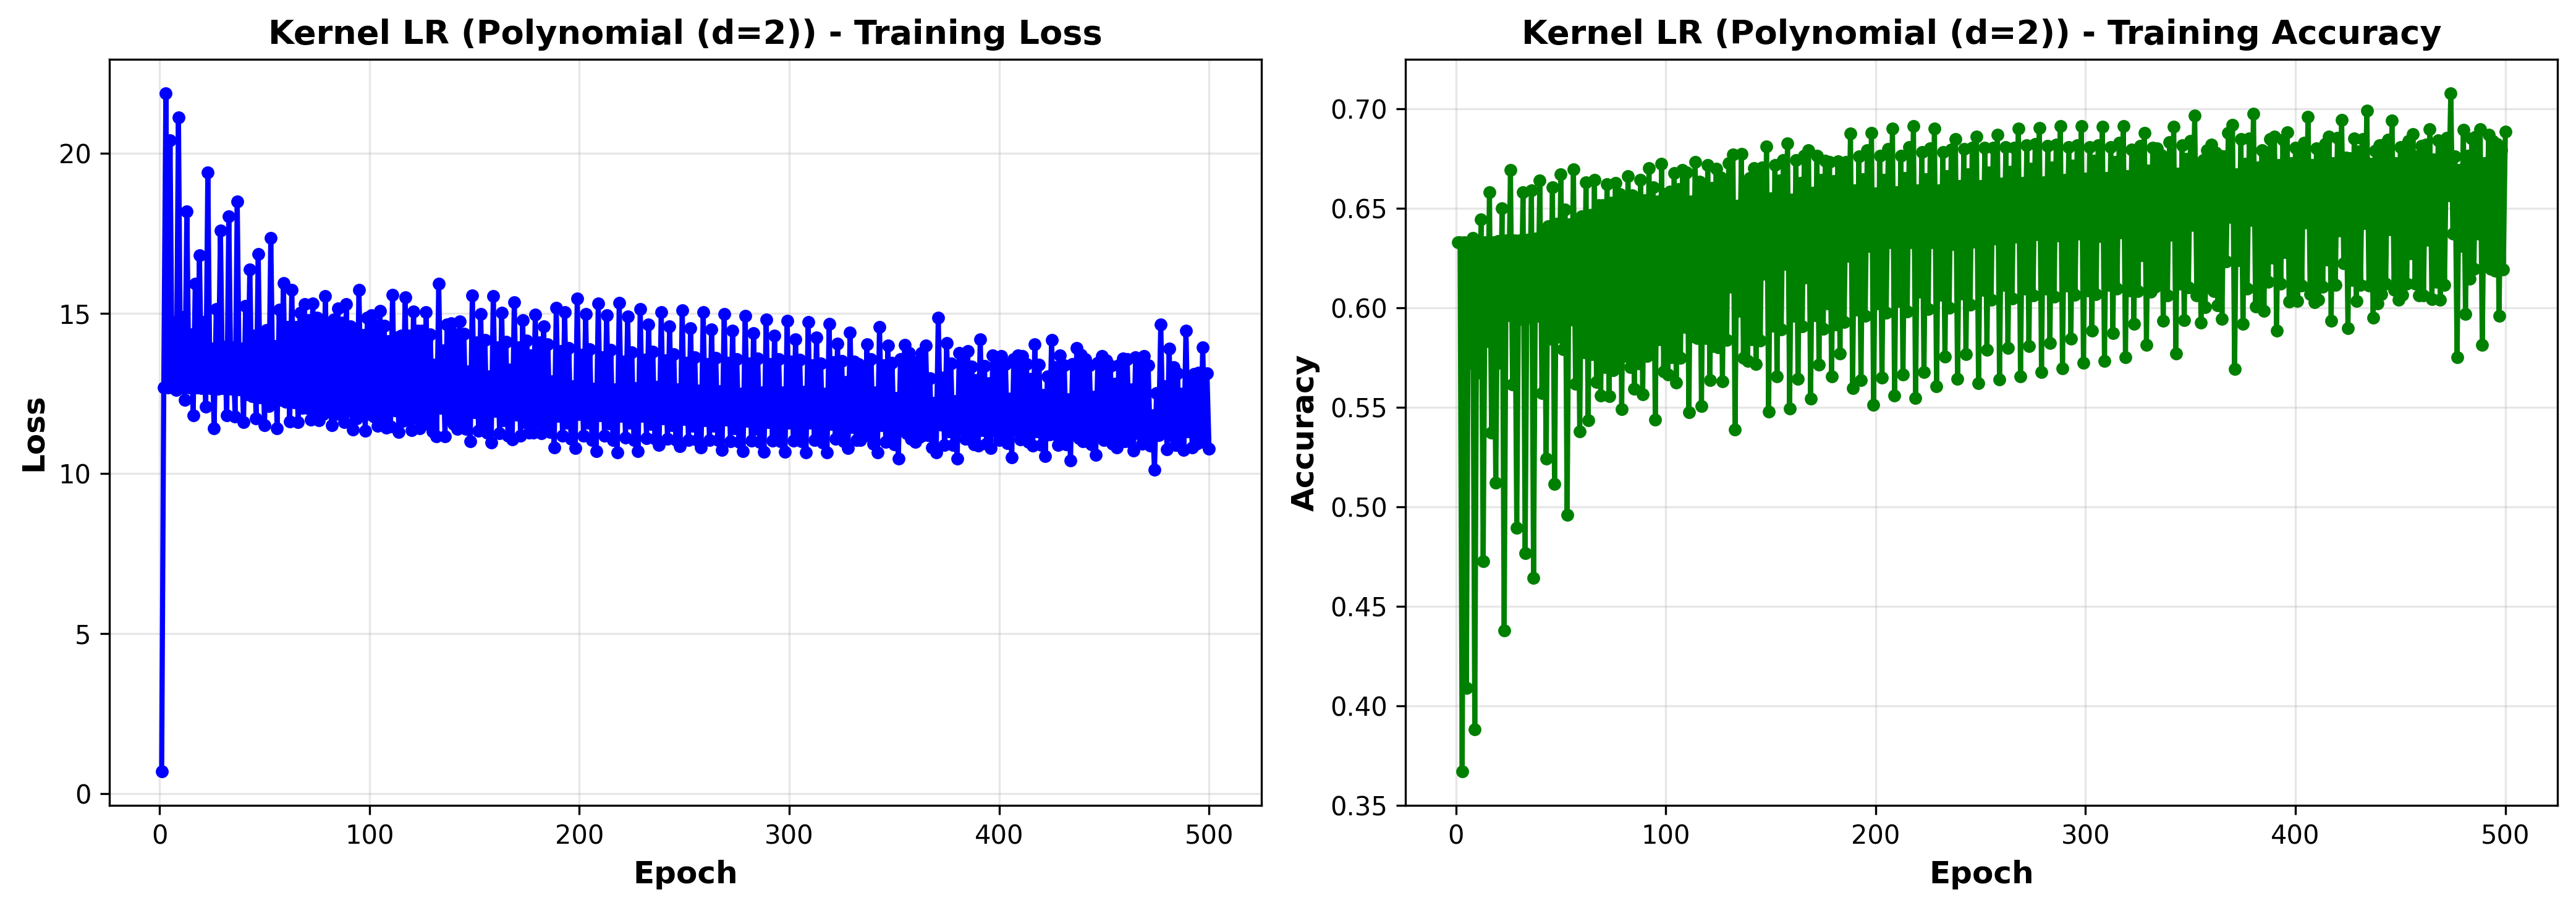 Kernel LR (Polynomial (d=2)) - Training Loss
Loss
20
15
10
5
0
0 100 200 300 400 500
Epoch
Kernel LR (Polynomial (d=2)) - Training Accuracy
Accuracy
0.70
0.65
0.60
0.55
0.50
0.45
0.40
0.35
0 100 200 300 400 500
Epoch